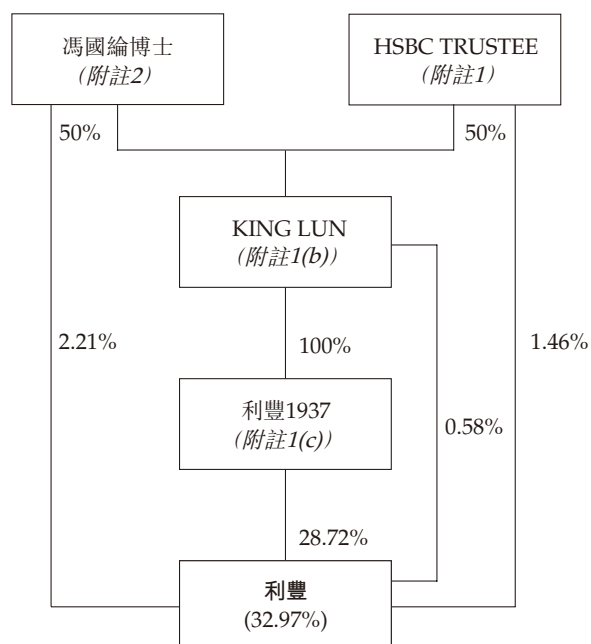 馮國綸博士
(附註2)
HSBC TRUSTEE
(附註1)
50%
50%
KING LUN
(附註1(b))
2.21%
100%
1.46%
利豐1937
(附註1(c))
0.58%
28.72%
利豐
(32.97%)